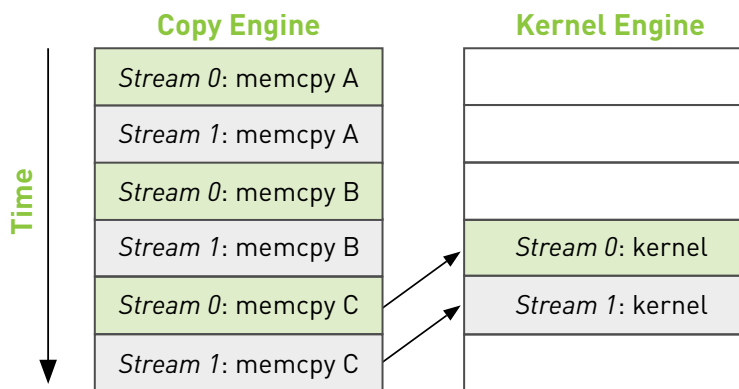 Copy Engine
Kernel Engine
Time
Stream 0: memcpy A
Stream 1: memcpy A
Stream 0: memcpy B
Stream 1: memcpy B
Stream 0: kernel
Stream 0: memcpy C
Stream 1: kernel
Stream 1: memcpy C